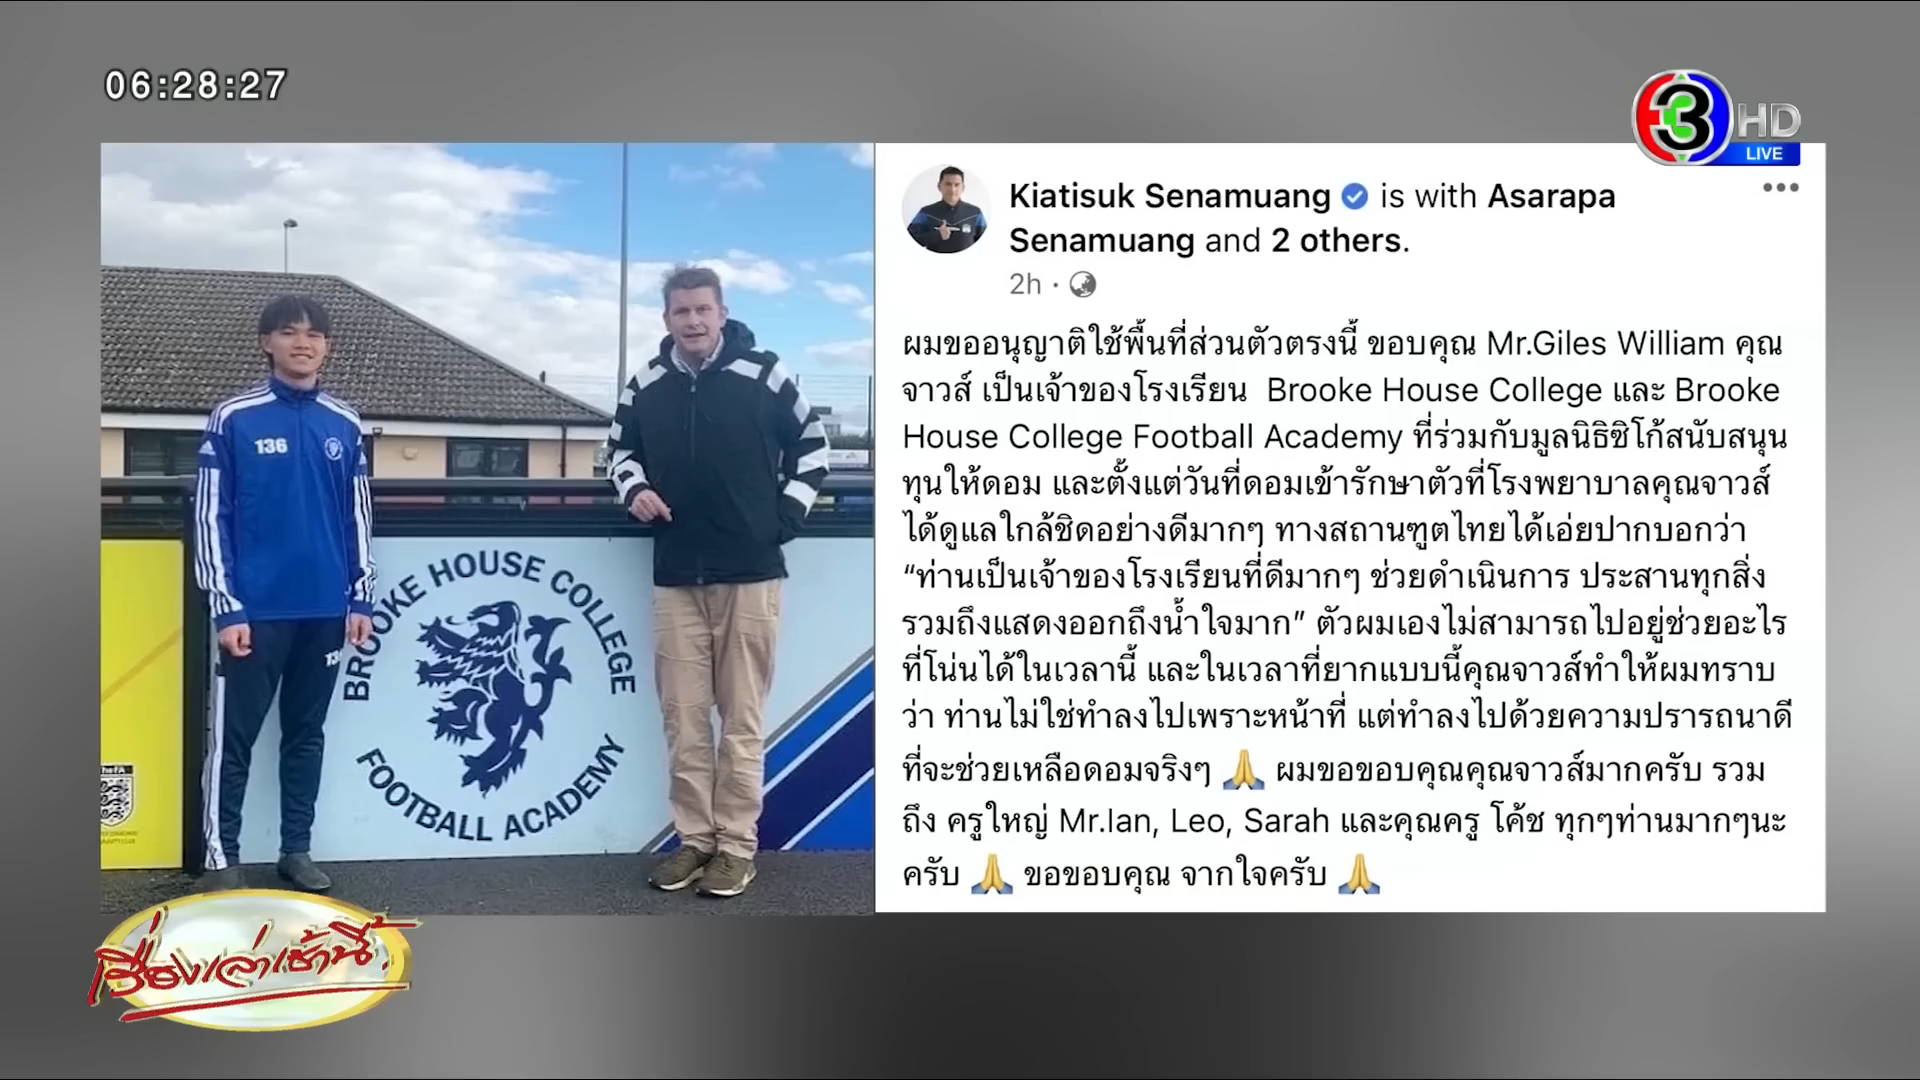 06:28:27
3 HD
LIVE
136
BROOKE HOUSE COLLEGE
FOOTBALL ACADEMY
Kiatisuk Senamuang is with Asarapa
Senamuang and 2 others.
2h ·
ผมขออนุญาติใช้พื้นที่ส่วนตัวตรงนี้ ขอบคุณ Mr.Giles William คุณ
จาวส์ เป็นเจ้าของโรงเรียน Brooke House College และ Brooke
House College Football Academy ที่ร่วมกับมูลนิธิซิโก้สนับสนุน
ทุนให้ดอม และตั้งแต่วันที่ดอมเข้ารักษาตัวที่โรงพยาบาลคุณจาวส์
ได้ดูแลใกล้ชิดอย่างดีมากๆ ทางสถานฑูตไทยได้เอ่ยปากบอกว่า
“ท่านเป็นเจ้าของโรงเรียนที่ดีมากๆ ช่วยดำเนินการ ประสานทุกสิ่ง
รวมถึงแสดงออกถึงน้ำใจมาก” ตัวผมเองไม่สามารถไปอยู่ช่วยอะไร
ที่โน่นได้ในเวลานี้ และในเวลาที่ยากแบบนี้คุณจาวส์ทำให้ผมทราบ
ว่า ท่านไม่ใช่ทำลงไปเพราะหน้าที่ แต่ทำลงไปด้วยความปรารถนาดี
ที่จะช่วยเหลือดอมจริงๆ 🙏 ผมขอขอบคุณคุณจาวส์มากครับ รวม
ถึง ครูใหญ่ Mr.Ian, Leo, Sarah และคุณครู โค้ช ทุกๆท่านมากๆนะ
ครับ 🙏 ขอขอบคุณ จากใจครับ 🙏
เรื่องเล่าเช้านี้